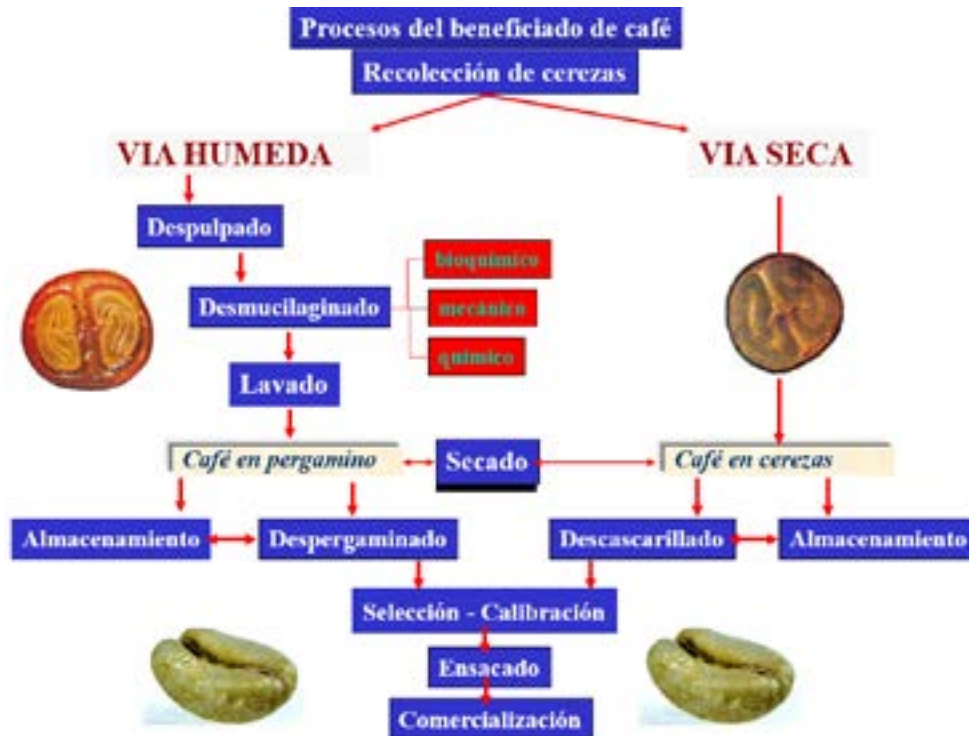 Procesos del beneficiado de café
Recolección de cerezas
VIA HUMEDA
VIA SECA
Despulpado
bioquímico
Desmucilaginado
mecánico
químico
Lavado
Café en pergamino
Secado
Café en cerezas
Almacenamiento
Despergaminado
Descascarillado
Almacenamiento
Selección - Calibración
Ensacado
Comercialización